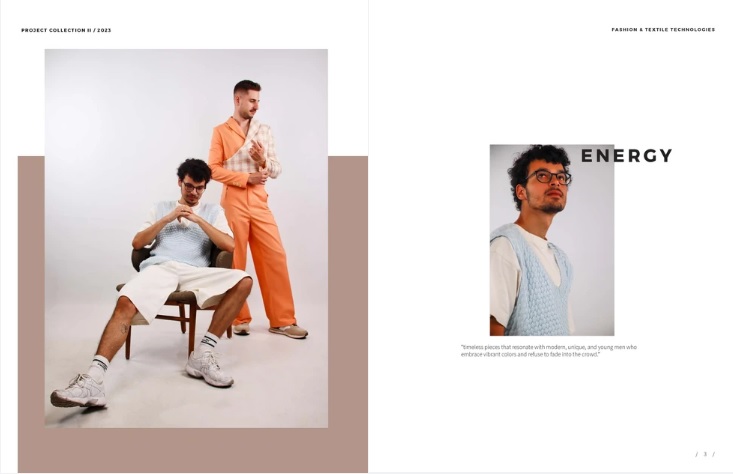 PROJECT COLLECTION II / 2023
FASHION & TEXTILE TECHNOLOGIES
ENERGY
"timeless pieces that resonate with modern, unique, and young men who
embrace vibrant colors and refuse to fade into the crowd."
/ 3 /